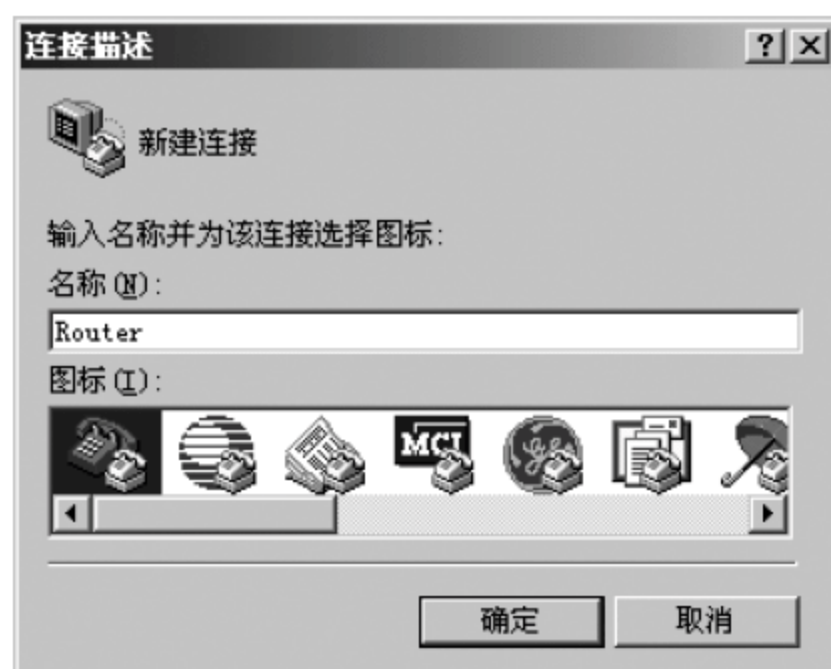 连接描述
新建连接
输入名称并为该连接选择图标:
名称(N):
Router
图标(I):
MCI
确定 取消